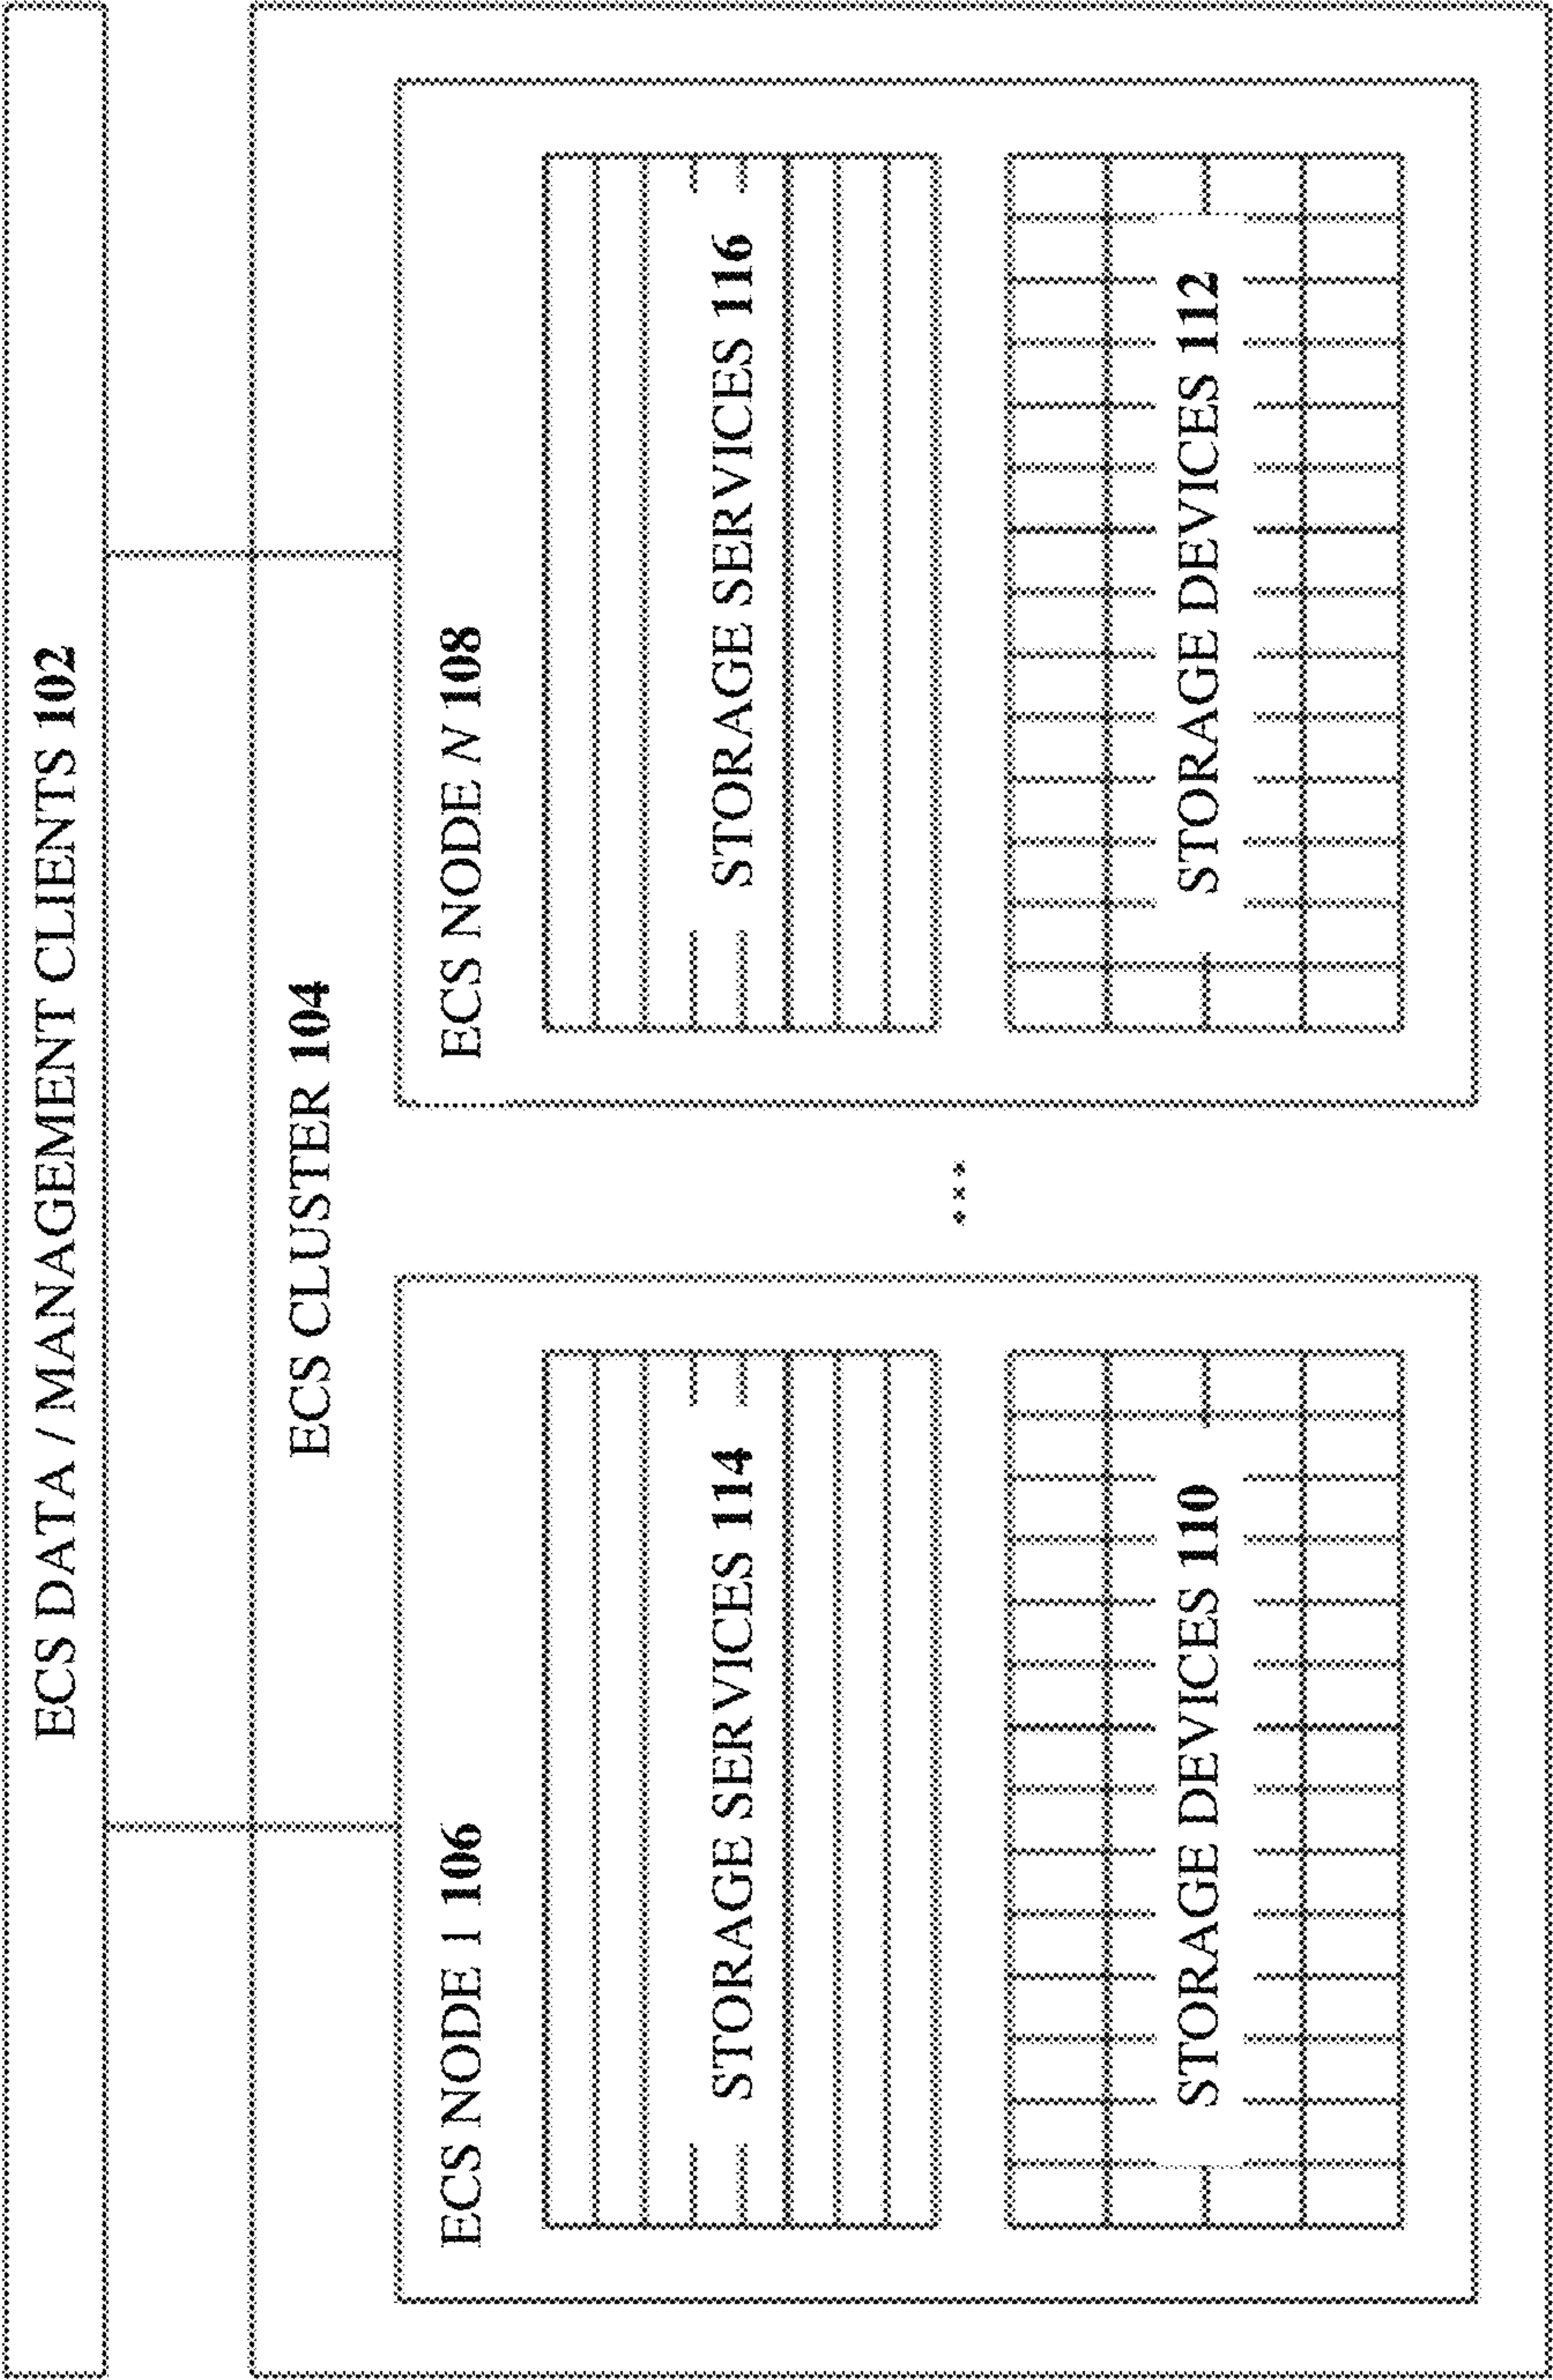 ECS DATA / MANAGEMENT CLIENTS 102
ECS CLUSTER 104
ECS NODE 1 106
STORAGE SERVICES 114
STORAGE DEVICES 110
...
ECS NODE N 108
STORAGE SERVICES 116
STORAGE DEVICES 112